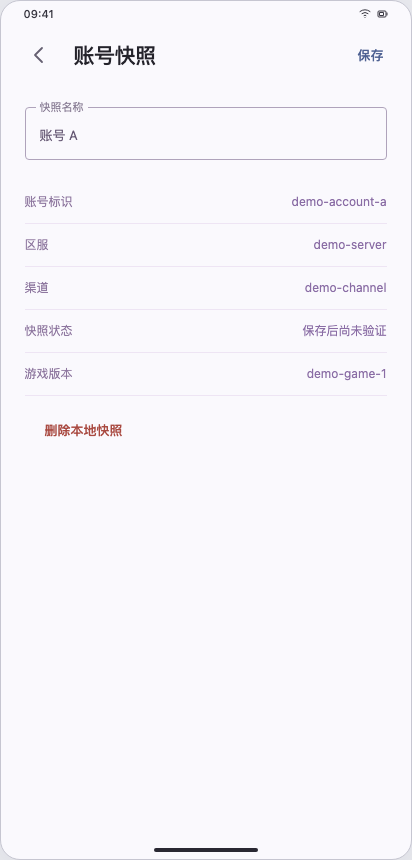 09:41
账号快照
保存
快照名称
账号 A
账号标识 demo-account-a
区服 demo-server
渠道 demo-channel
快照状态 保存后尚未验证
游戏版本 demo-game-1
删除本地快照